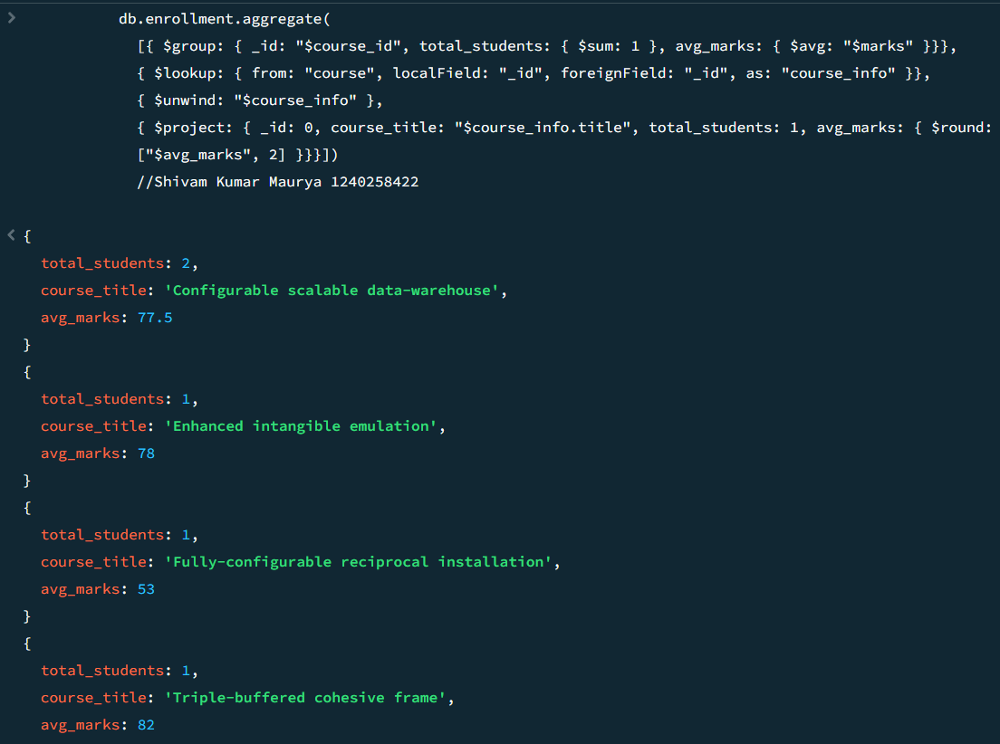 db.enrollment.aggregate(
[{ $group: { _id: "$course_id", total_students: { $sum: 1 }, avg_marks: { $avg: "$marks" }}},
{ $lookup: { from: "course", localField: "_id", foreignField: "_id", as: "course_info" }},
{ $unwind: "$course_info" },
{ $project: { _id: 0, course_title: "$course_info.title", total_students: 1, avg_marks: { $round:
["$avg_marks", 2] }}}])
//Shivam Kumar Maurya 1240258422
{
total_students: 2,
course_title: 'Configurable scalable data-warehouse',
avg_marks: 77.5
}
{
total_students: 1,
course_title: 'Enhanced intangible emulation',
avg_marks: 78
}
{
total_students: 1,
course_title: 'Fully-configurable reciprocal installation',
avg_marks: 53
}
{
total_students: 1,
course_title: 'Triple-buffered cohesive frame',
avg_marks: 82